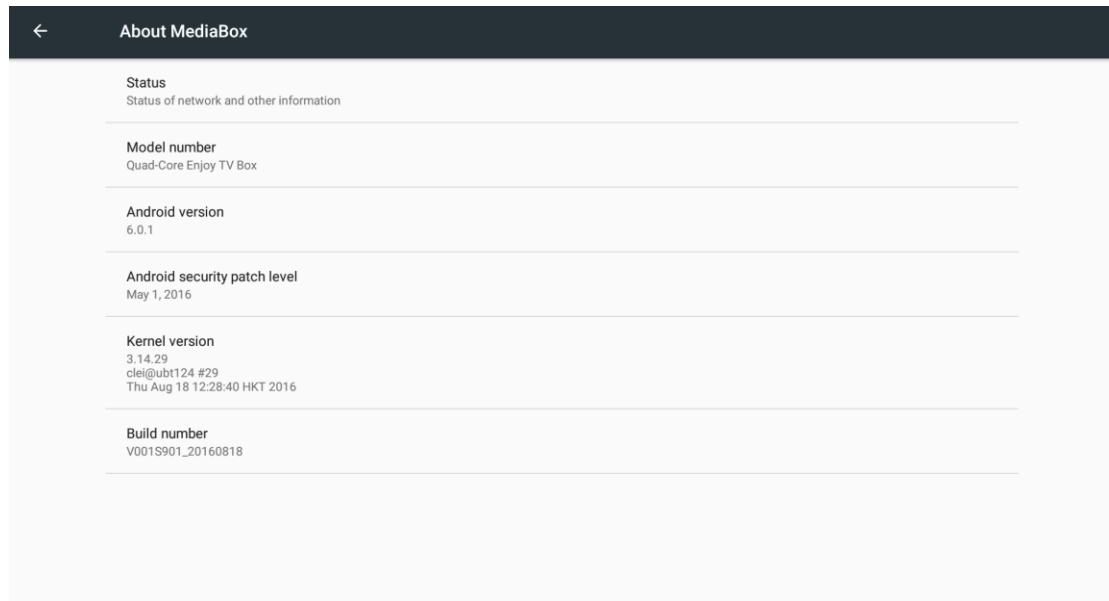 About MediaBox
Status
Status of network and other information
Model number
Quad-Core Enjoy TV Box
Android version
6.0.1
Android security patch level
May 1, 2016
Kernel version
3.14.29
clei@ubt124 #29
Thu Aug 18 12:28:40 HKT 2016
Build number
V001S901_20160818